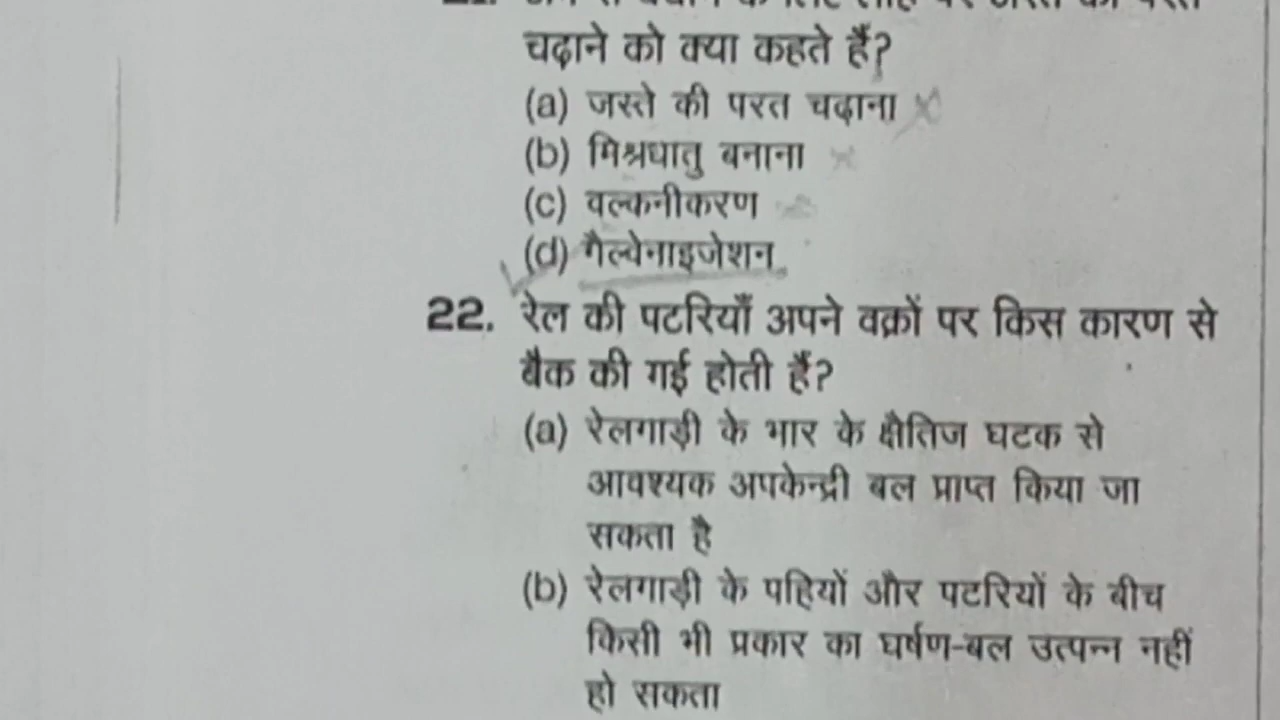 चढ़ाने को क्या कहते हैं?
(a) जस्ते की परत चढ़ाना
(b) मिश्रधातु बनाना
(c) वल्कनीकरण
(d) गैल्वेनाइजेशन
22. रेल की पटरियाँ अपने वक्रों पर किस कारण से
बैंक की गई होती हैं?
(a) रेलगाड़ी के भार के क्षैतिज घटक से
आवश्यक अपकेन्द्री बल प्राप्त किया जा
सकता है
(b) रेलगाड़ी के पहियों और पटरियों के बीच
किसी भी प्रकार का घर्षण-बल उत्पन्न नहीं
हो सकता